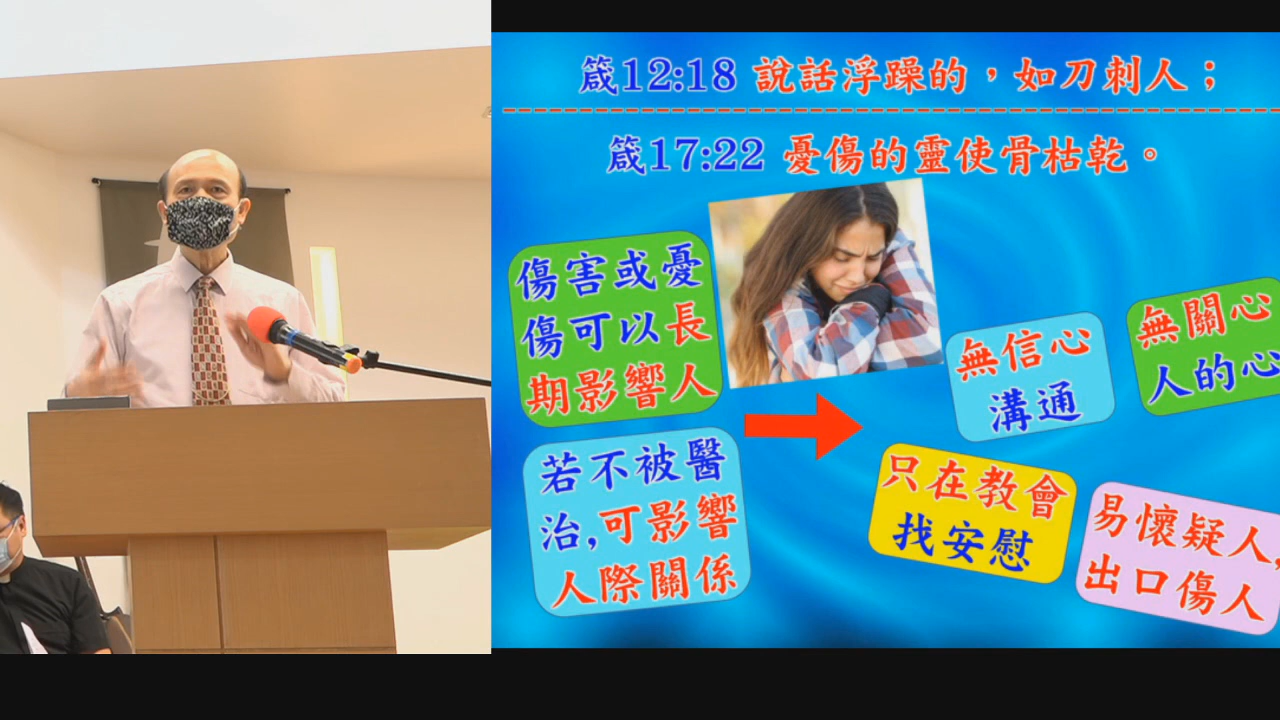 箴12:18 說話浮躁的，如刀刺人；
箴17:22 憂傷的靈使骨枯乾。
傷害或憂
傷可以長
期影響人
若不被醫
治,可影響
人際關係
無信心
溝通
無關心
人的心
只在教會
找安慰
易懷疑人,
出口傷人